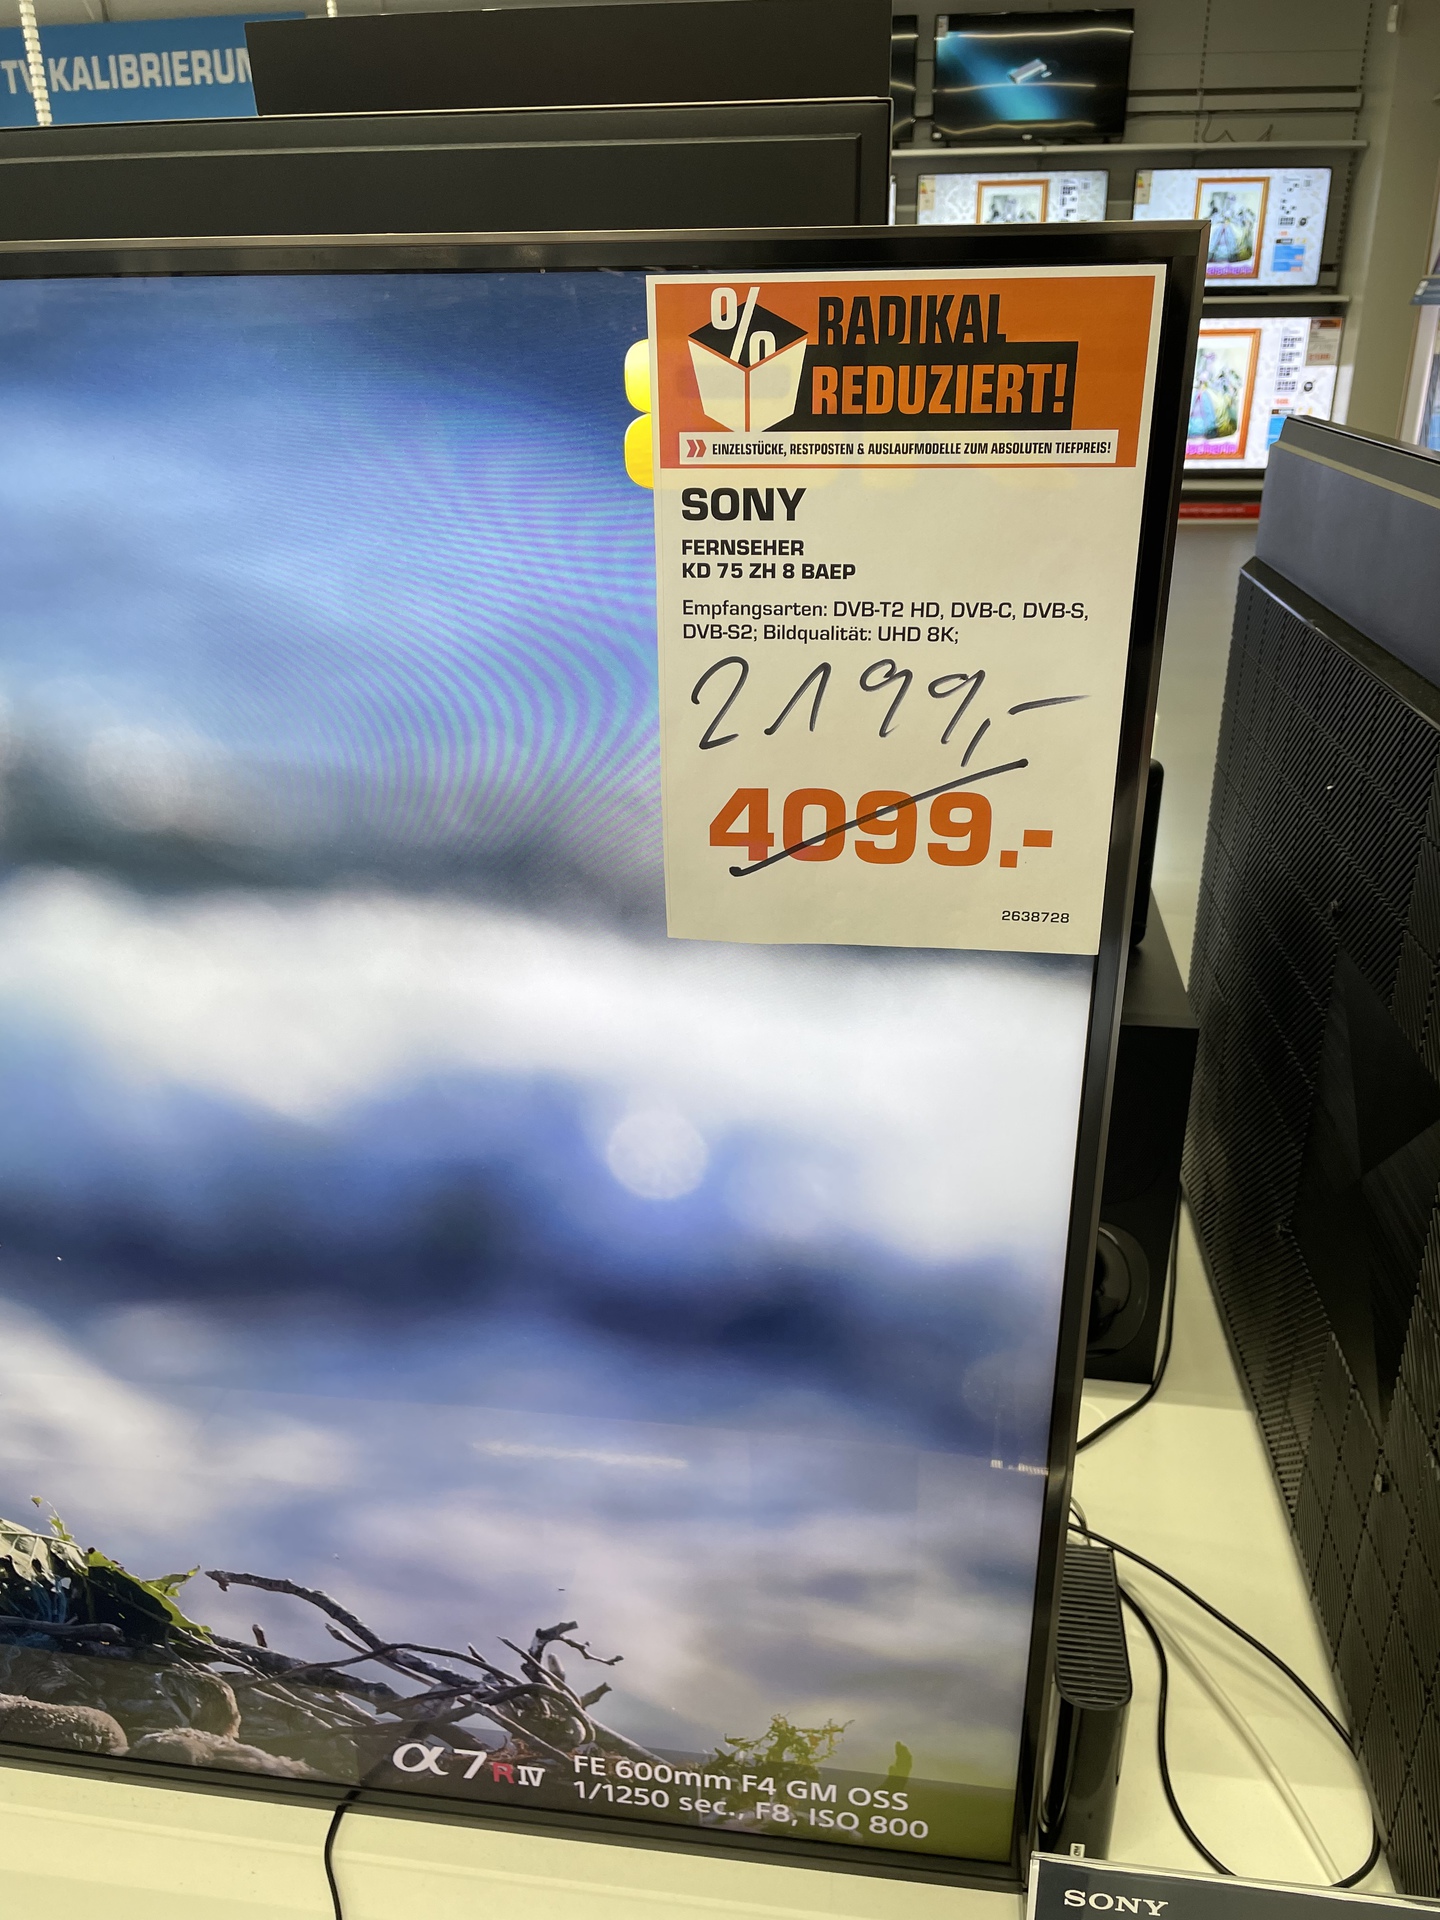 TV KALIBRIERUN
%
RADIKAL
REDUZIERT!
EINZELSTÜCKE, RESTPOSTEN & AUSLAUFMODELLE ZUM ABSOLUTEN TIEFPREIS!
SONY
FERNSEHER
KD 75 ZH 8 BAEP
Empfangsarten: DVB-T2 HD, DVB-C, DVB-S,
DVB-S2; Bildqualität: UHD 8K;
2199,-
4099.-
2638728
α7RIV
FE 600mm F4 GM OSS
1/1250 sec., F8, ISO 800
SONY